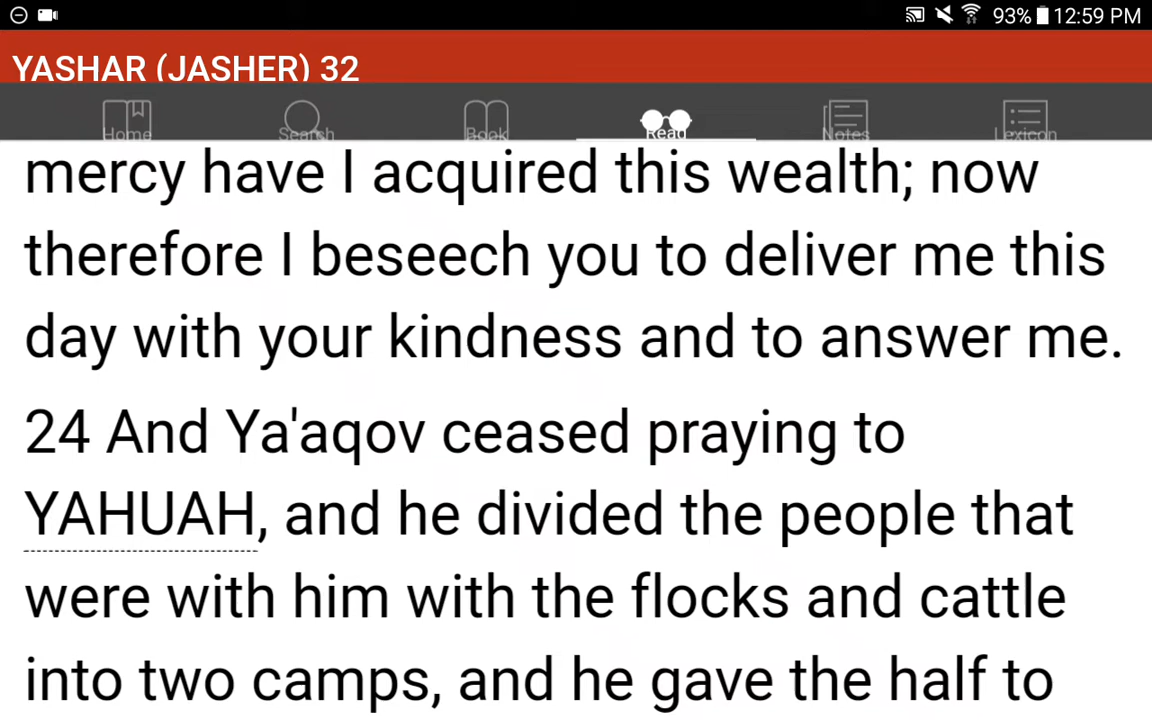 93% 12:59 PM
YASHAR (JASHER) 32
Home Search Book Read Notes Lexicon
mercy have I acquired this wealth; now
therefore I beseech you to deliver me this
day with your kindness and to answer me.
24 And Ya'aqov ceased praying to
YAHUAH, and he divided the people that
were with him with the flocks and cattle
into two camps, and he gave the half to